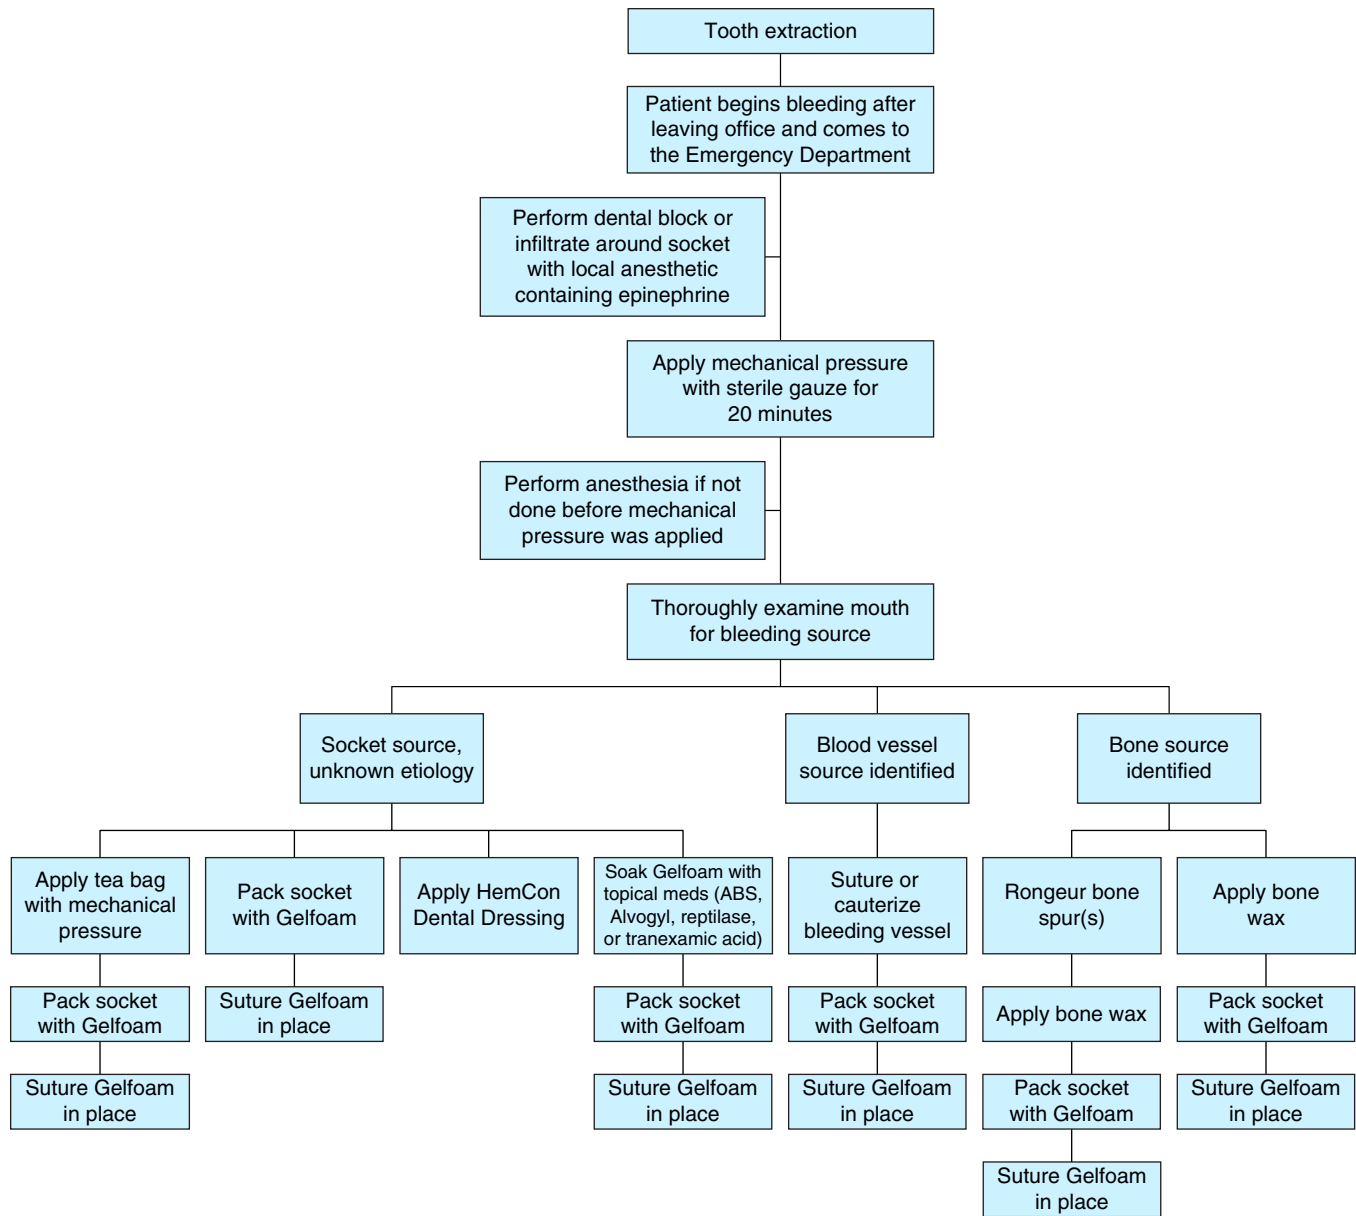 Tooth extraction
Patient begins bleeding after
leaving office and comes to
the Emergency Department
Perform dental block or
infiltrate around socket
with local anesthetic
containing epinephrine
Apply mechanical pressure
with sterile gauze for
20 minutes
Perform anesthesia if not
done before mechanical
pressure was applied
Thoroughly examine mouth
for bleeding source
Socket source,
unknown etiology
Blood vessel
source identified
Bone source
identified
Apply tea bag
with mechanical
pressure
Pack socket
with Gelfoam
Apply HemCon
Dental Dressing
Soak Gelfoam with
topical meds (ABS,
Alvogyl, reptilase,
or tranexamic acid)
Suture or
cauterize
bleeding vessel
Rongeur bone
spur(s)
Apply bone
wax
Pack socket
with Gelfoam
Suture Gelfoam
in place
Pack socket
with Gelfoam
Pack socket
with Gelfoam
Apply bone wax
Pack socket
with Gelfoam
Suture Gelfoam
in place
Suture Gelfoam
in place
Suture Gelfoam
in place
Pack socket
with Gelfoam
Suture Gelfoam
in place
Suture Gelfoam
in place